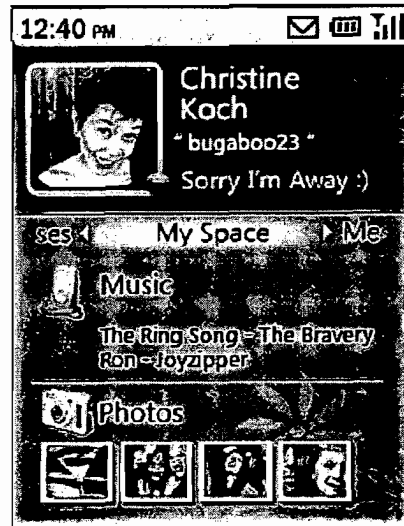 12:40 PM
Christine
Koch
" bugaboo23 "
Sorry I'm Away :)
ses My Space Me
Music
The Ring Song - The Bravery
Ron - Joyzipper
Photos